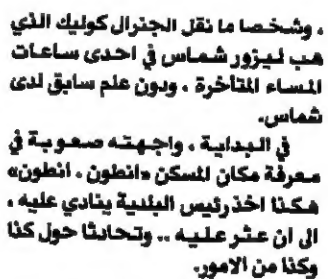 ، وشخصا ما نقل الجنرال كوليك الذي
هب ليزور شماس في احدى ساعات
المساء المتأخرة ، ودون علم سابق لدى
شماس.
في البداية ، واجهته صعوبة في
معرفة مكان المسكن «انطون ، انطون»
هكذا اخذ رئيس البلدية ينادي عليه ،
الى ان عثر عليه .. وتحادثا حول كذا
وكذا من الامور.